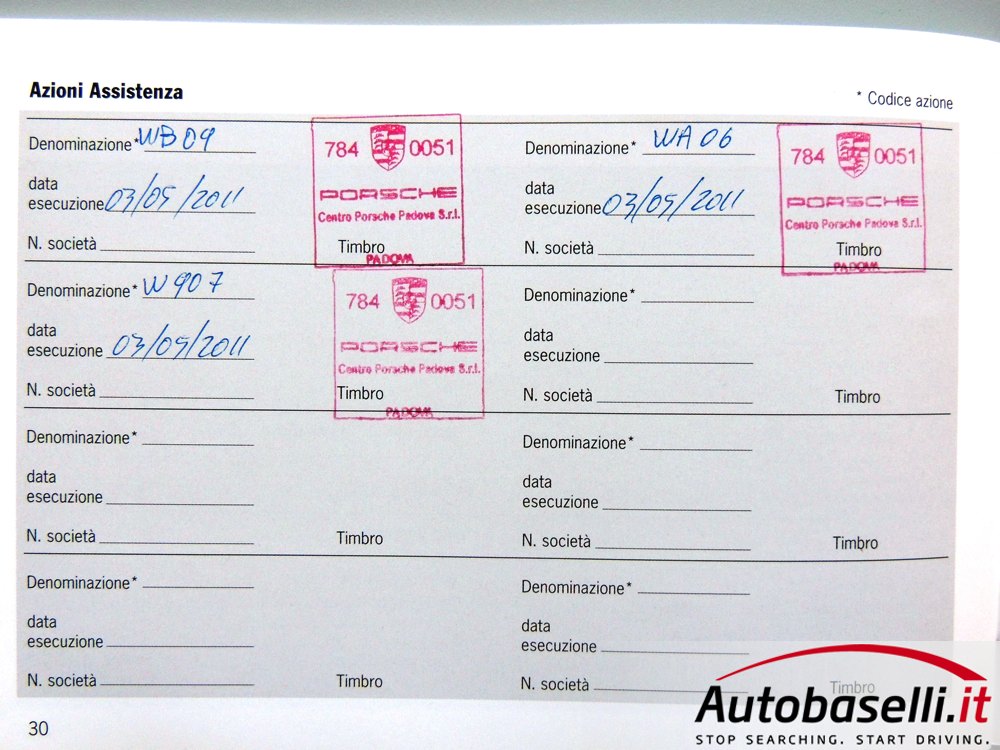 Azioni Assistenza
* Codice azione
Denominazione* WB09
784 0051
data
esecuzione 03/05/2011
PORSCHE
Centro Porsche Padova S.r.l.
N. società
Timbro
PADOVA
Denominazione* WA06
784 0051
data
esecuzione 03/05/2011
PORSCHE
Centro Porsche Padova S.r.l.
N. società
Timbro
PADOVA
Denominazione* W907
784 0051
data
esecuzione 03/05/2011
PORSCHE
Centro Porsche Padova S.r.l.
N. società
Timbro
PADOVA
Denominazione*
data
esecuzione
N. società
Timbro
Denominazione*
data
esecuzione
N. società
Timbro
Denominazione*
data
esecuzione
N. società
Timbro
Denominazione*
data
esecuzione
N. società
Timbro
Denominazione*
data
esecuzione
N. società
Timbro
30
Autobaselli.it
STOP SEARCHING. START DRIVING.